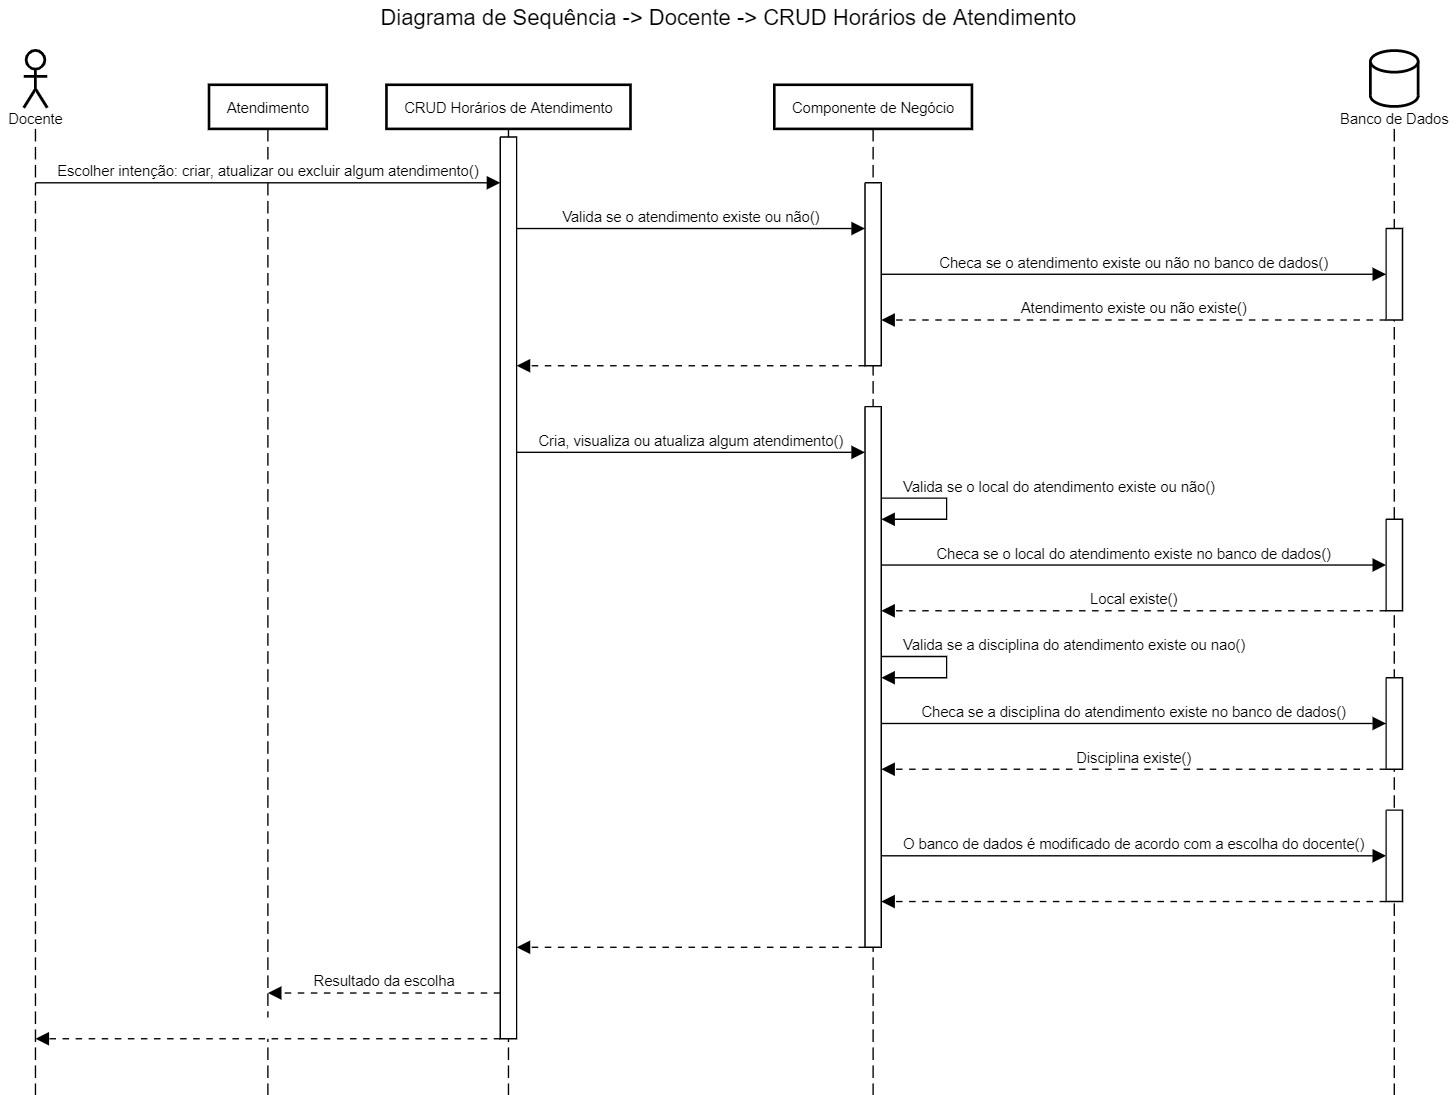 Diagrama de Sequência -> Docente -> CRUD Horários de Atendimento
Docente
Atendimento
CRUD Horários de Atendimento
Componente de Negócio
Banco de Dados
Escolher intenção: criar, atualizar ou excluir algum atendimento()
Valida se o atendimento existe ou não()
Checa se o atendimento existe ou não no banco de dados()
Atendimento existe ou não existe()
Cria, visualiza ou atualiza algum atendimento()
Valida se o local do atendimento existe ou não()
Checa se o local do atendimento existe no banco de dados()
Local existe()
Valida se a disciplina do atendimento existe ou nao()
Checa se a disciplina do atendimento existe no banco de dados()
Disciplina existe()
O banco de dados é modificado de acordo com a escolha do docente()
Resultado da escolha